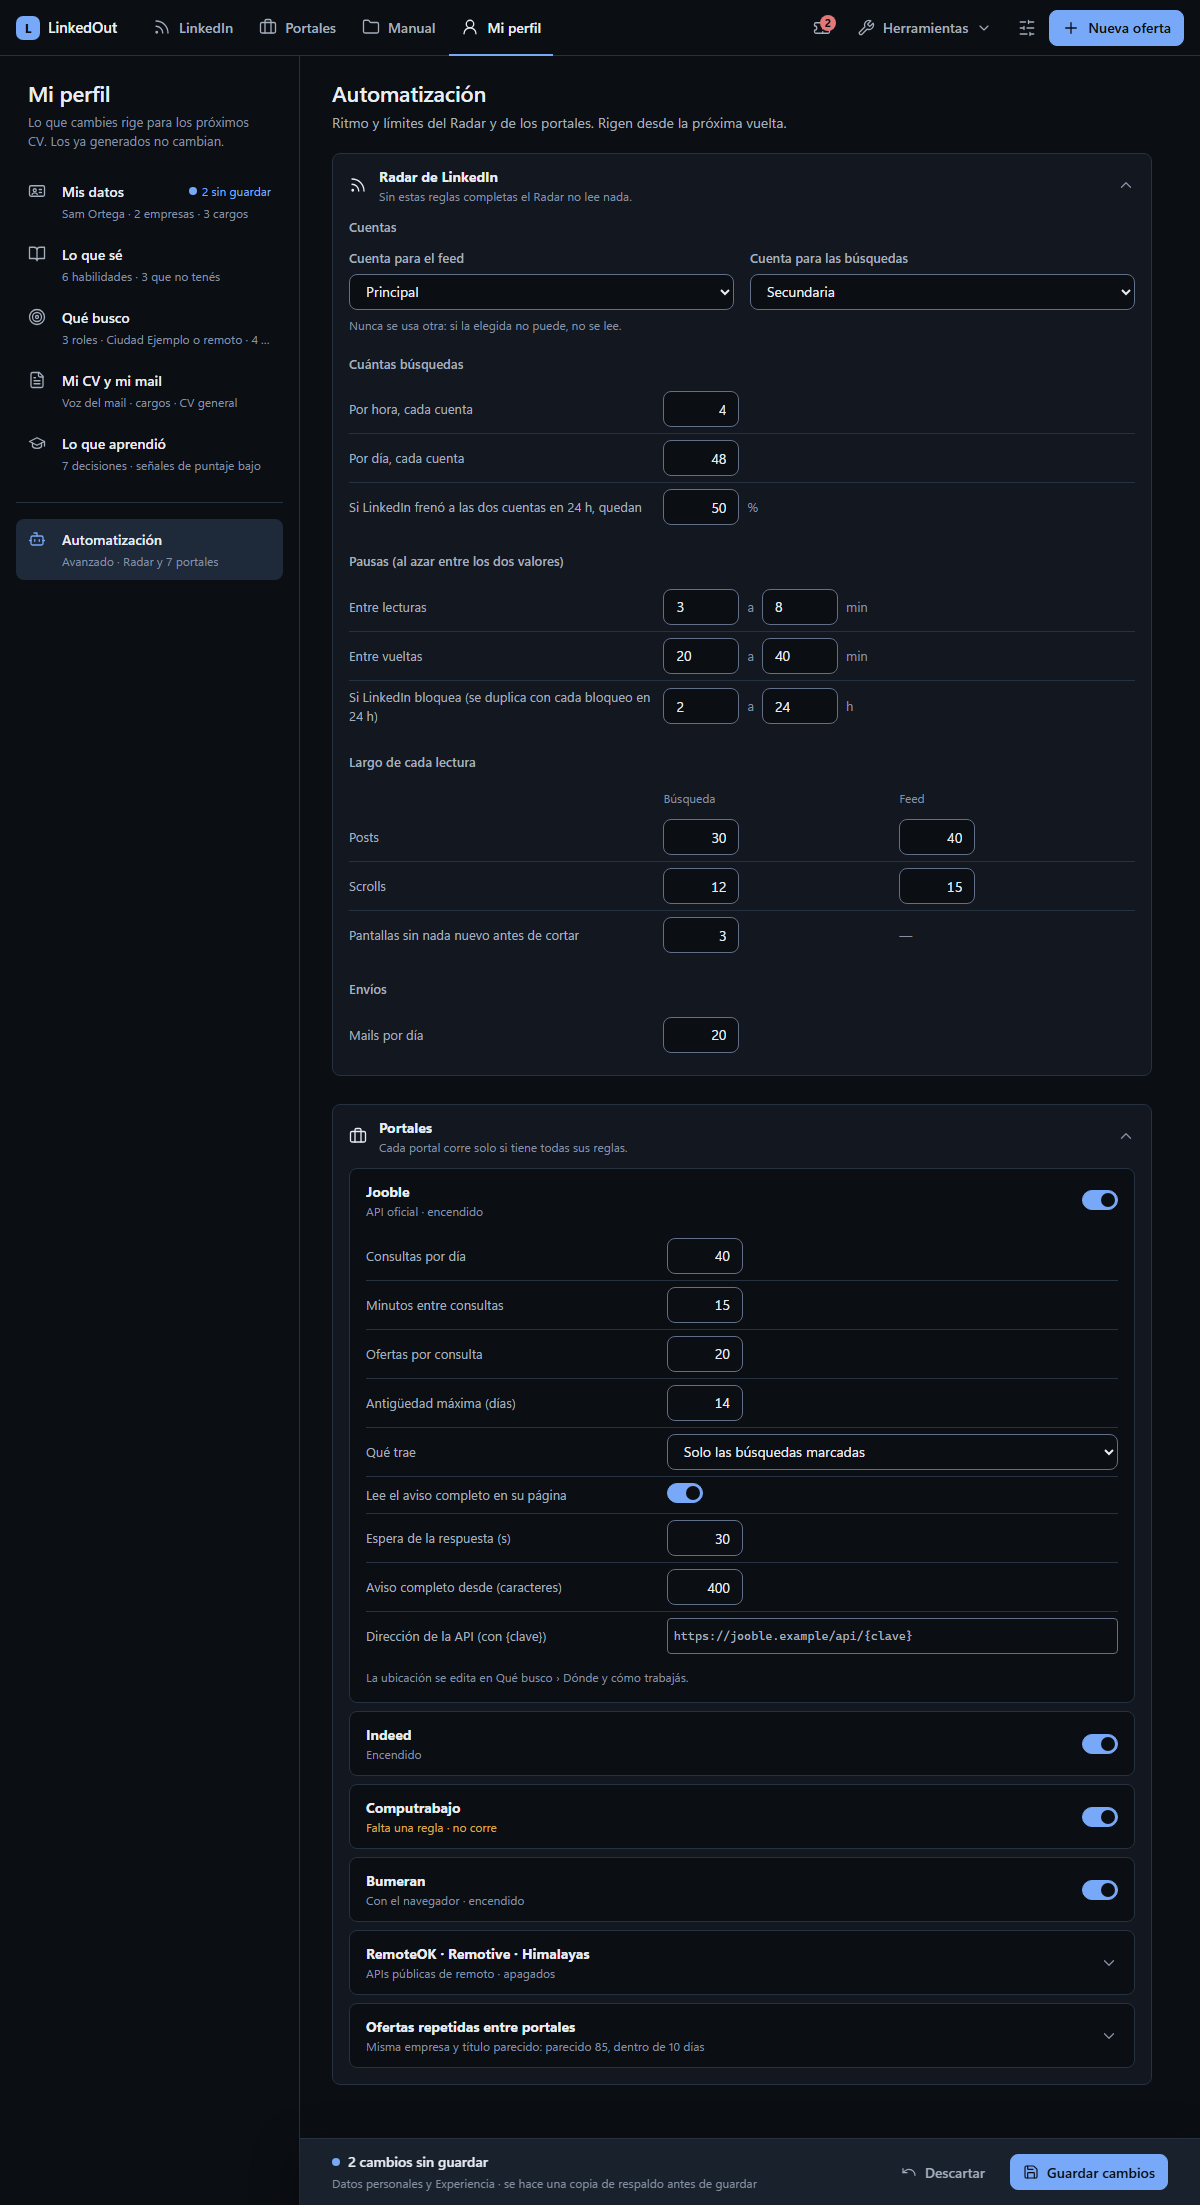 L LinkedOut
LinkedIn
Portales
Manual
Mi perfil
2
Herramientas
Nueva oferta
Mi perfil
Lo que cambies rige para los próximos
CV. Los ya generados no cambian.
Mis datos
2 sin guardar
Sam Ortega · 2 empresas · 3 cargos
Lo que sé
6 habilidades · 3 que no tenés
Qué busco
3 roles · Ciudad Ejemplo o remoto · 4 ...
Mi CV y mi mail
Voz del mail · cargos · CV general
Lo que aprendió
7 decisiones · señales de puntaje bajo
Automatización
Avanzado · Radar y 7 portales
Automatización
Ritmo y límites del Radar y de los portales. Rigen desde la próxima vuelta.
Radar de LinkedIn
Sin estas reglas completas el Radar no lee nada.
Cuentas
Cuenta para el feed
Cuenta para las búsquedas
Principal
Secundaria
Nunca se usa otra: si la elegida no puede, no se lee.
Cuántas búsquedas
Por hora, cada cuenta 4
Por día, cada cuenta 48
Si LinkedIn frenó a las dos cuentas en 24 h, quedan 50 %
Pausas (al azar entre los dos valores)
Entre lecturas 3 a 8 min
Entre vueltas 20 a 40 min
Si LinkedIn bloquea (se duplica con cada bloqueo en
24 h)
2 a 24 h
Largo de cada lectura
Búsqueda Feed
Posts 30 40
Scrolls 12 15
Pantallas sin nada nuevo antes de cortar 3 —
Envíos
Mails por día 20
Portales
Cada portal corre solo si tiene todas sus reglas.
Jooble
API oficial · encendido
Consultas por día 40
Minutos entre consultas 15
Ofertas por consulta 20
Antigüedad máxima (días) 14
Qué trae Solo las búsquedas marcadas
Lee el aviso completo en su página
Espera de la respuesta (s) 30
Aviso completo desde (caracteres) 400
Dirección de la API (con {clave}) https://jooble.example/api/{clave}
La ubicación se edita en Qué busco › Dónde y cómo trabajás.
Indeed
Encendido
Computrabajo
Falta una regla · no corre
Bumeran
Con el navegador · encendido
RemoteOK · Remotive · Himalayas
APIs públicas de remoto · apagados
Ofertas repetidas entre portales
Misma empresa y título parecido: parecido 85, dentro de 10 días
2 cambios sin guardar
Datos personales y Experiencia · se hace una copia de respaldo antes de guardar
Descartar
Guardar cambios